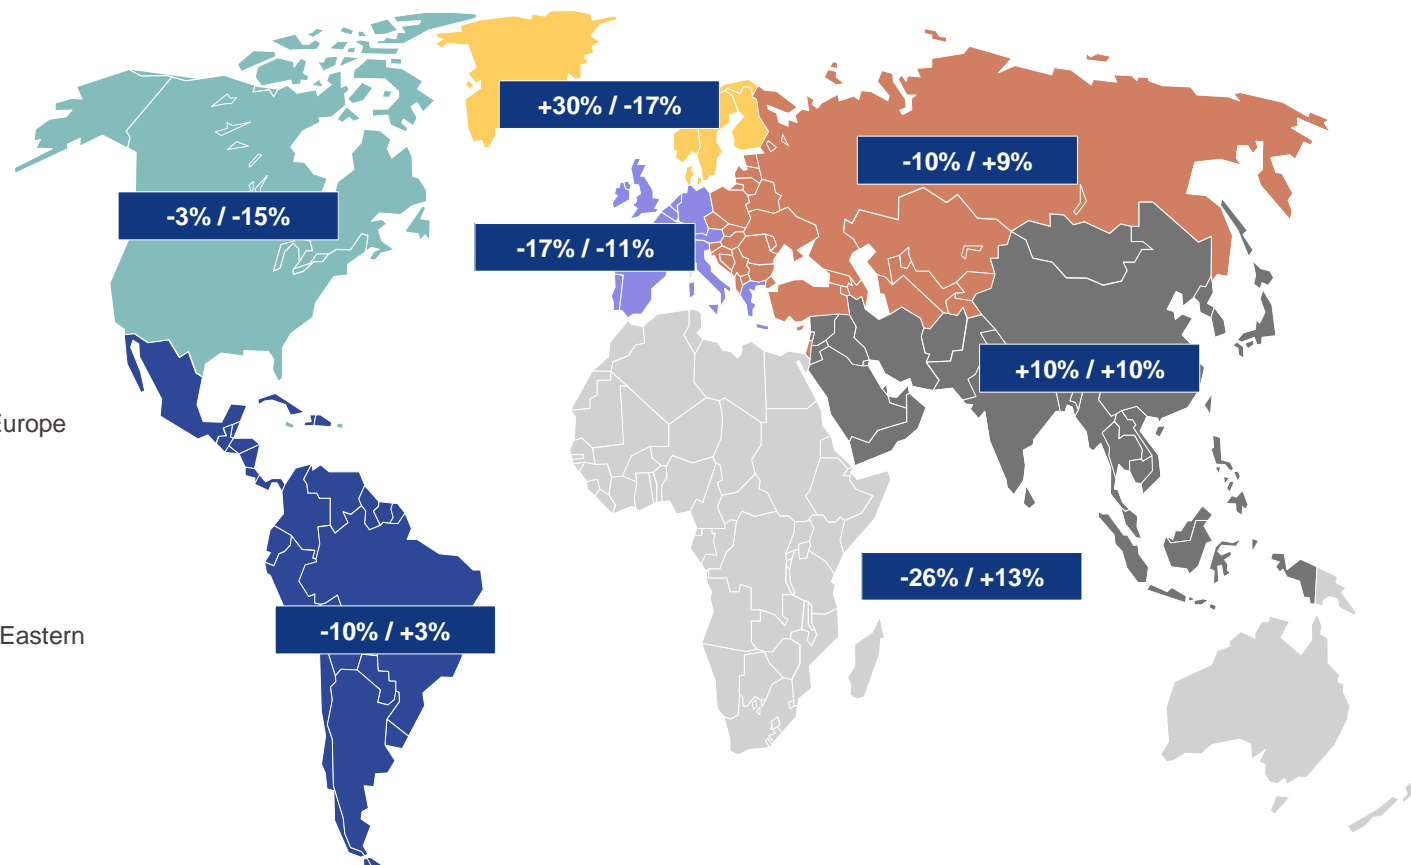 +30% / -17%
-10% / +9%
-3% / -15%
-17% / -11%
+10% / +10%
Europe
-26% / +13%
-10% / +3%
Eastern